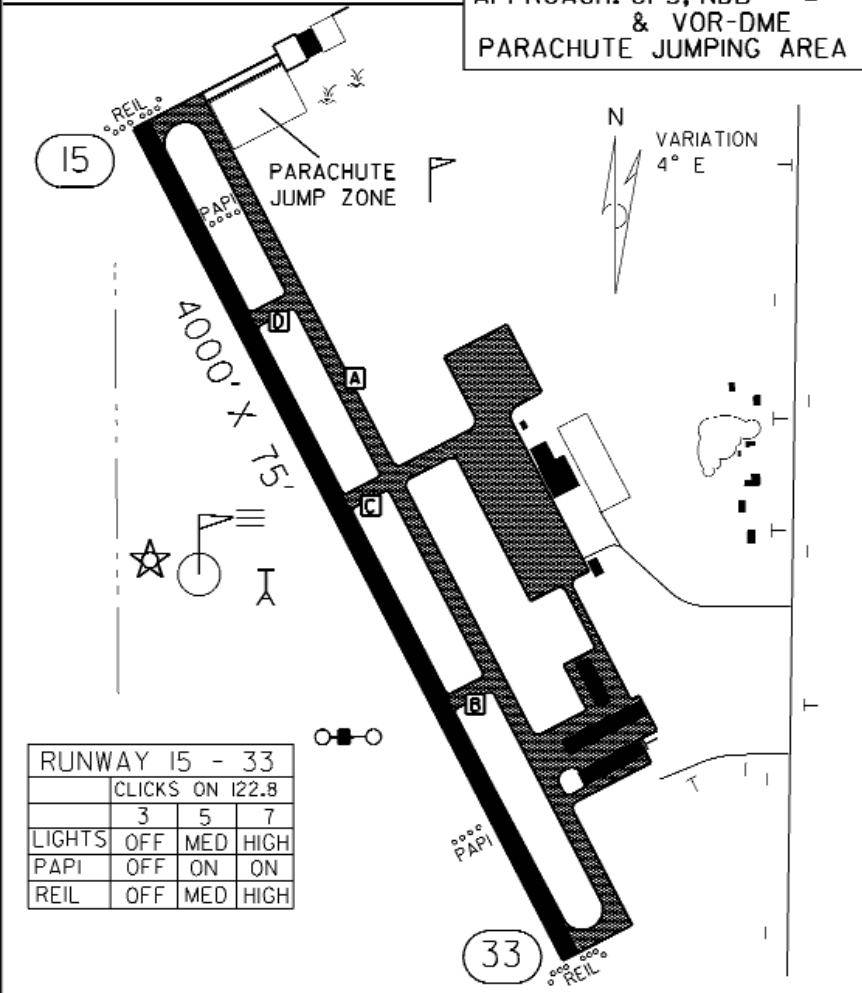 & VOR-DME
PARACHUTE JUMPING AREA
REIL
15
PARACHUTE
JUMP ZONE
N
VARIATION
4° E
PAPI
D
4000' X 75'
A
C
B
RUNWAY 15 - 33
CLICKS ON 122.8
3 5 7
LIGHTS OFF MED HIGH
PAPI OFF ON ON
REIL OFF MED HIGH
PAPI
33
REIL